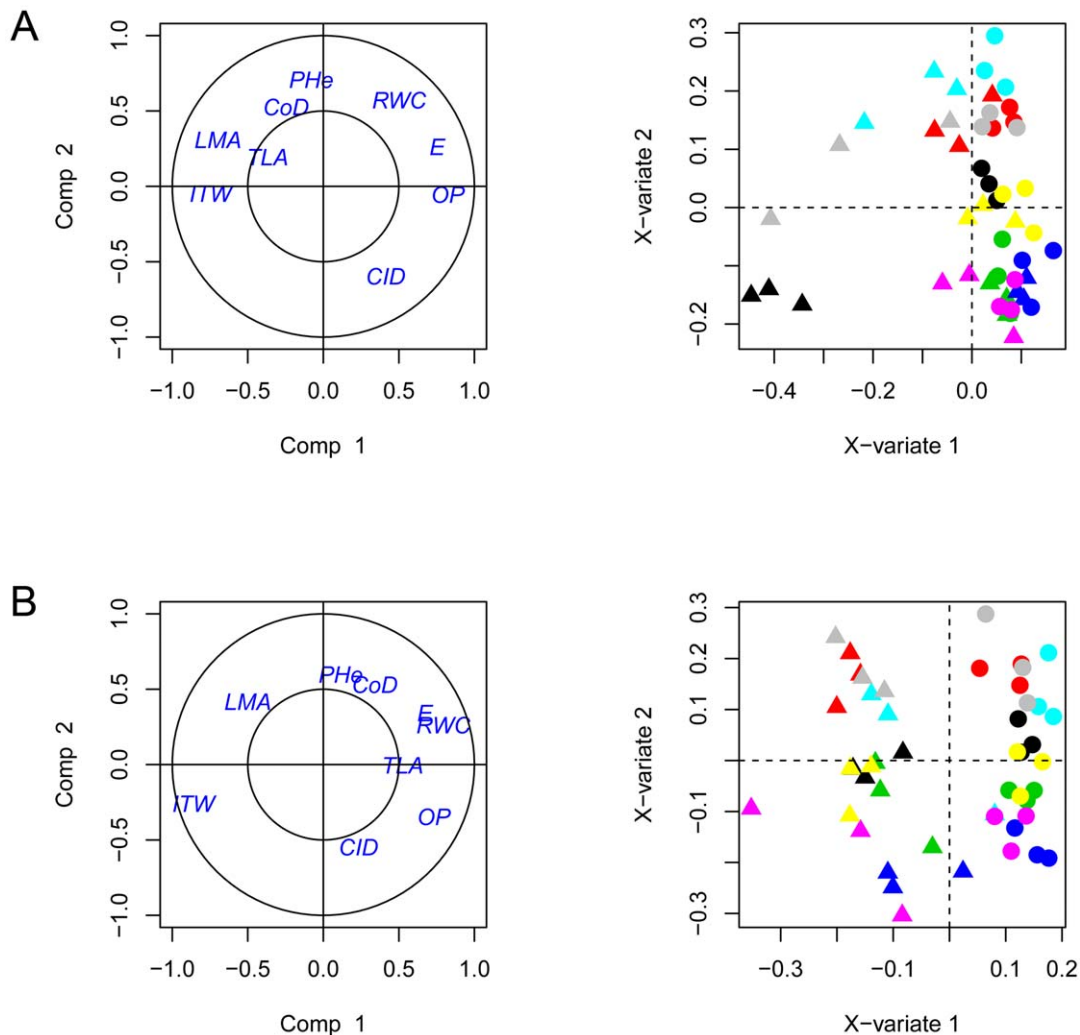 A
1.0
0.5
0.0
−0.5
−1.0
Comp 2
PHe
CoD
RWC
LMA
TLA
E
ITW
OP
CID
−1.0 −0.5 0.0 0.5 1.0
Comp 1
0.3
0.2
0.1
0.0
−0.2
X−variate 2
−0.4 −0.2 0.0
X−variate 1
B
1.0
0.5
0.0
−0.5
−1.0
Comp 2
PHe
CoD
LMA
E
RWC
TLA
ITW
OP
CID
−1.0 −0.5 0.0 0.5 1.0
Comp 1
0.3
0.1
−0.1
−0.3
X−variate 2
−0.3 −0.1 0.1 0.2
X−variate 1